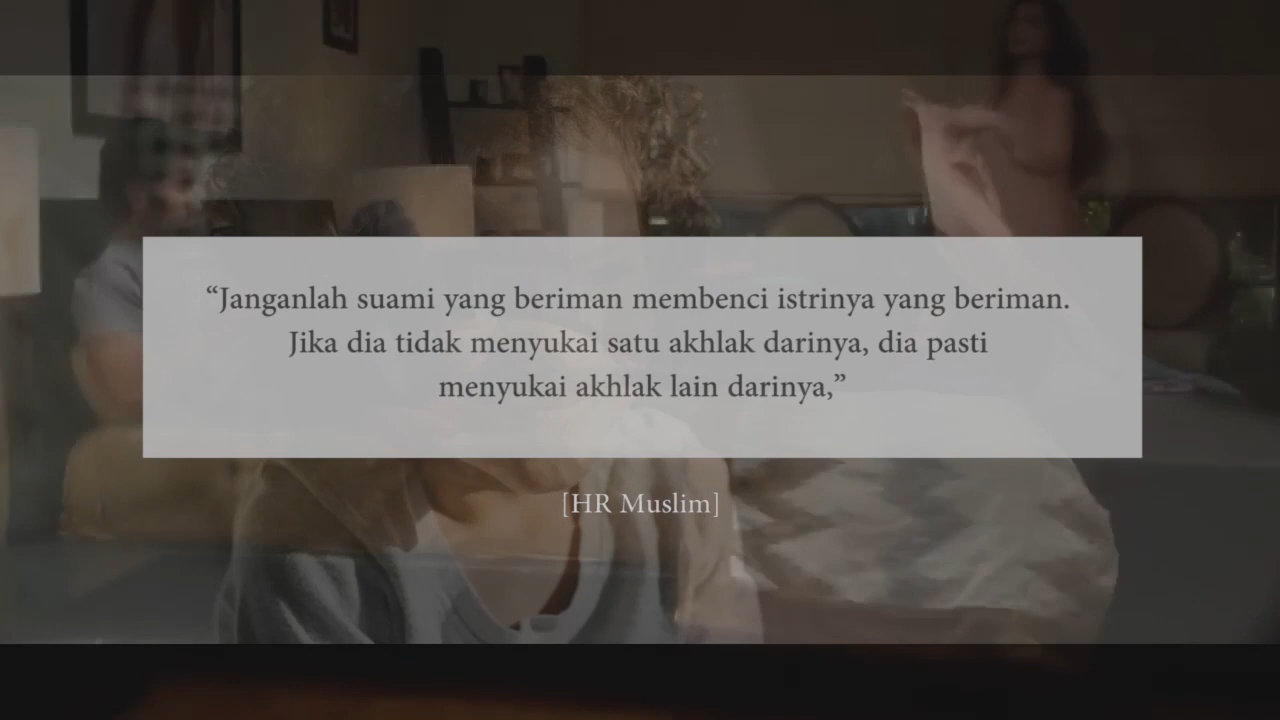 “Janganlah suami yang beriman membenci istrinya yang beriman.
Jika dia tidak menyukai satu akhlak darinya, dia pasti
menyukai akhlak lain darinya,”
[HR Muslim]